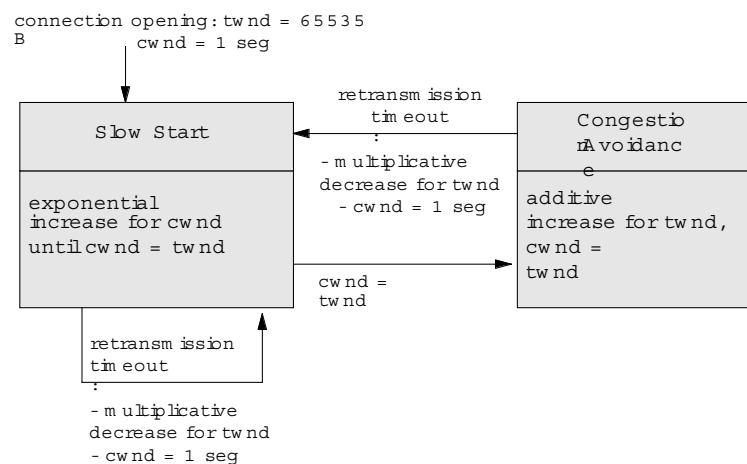 connection opening: twnd = 65535
B
cwnd = 1 seg
Slow Start
exponential
increase for cwnd
until cwnd = twnd
retransmission
timeout
:
- multiplicative
decrease for twnd
- cwnd = 1 seg
Congestio
n Avoidanc
e
additive
increase for twnd,
cwnd =
twnd
cwnd =
twnd
retransmission
timeout
:
- multiplicative
decrease for twnd
- cwnd = 1 seg